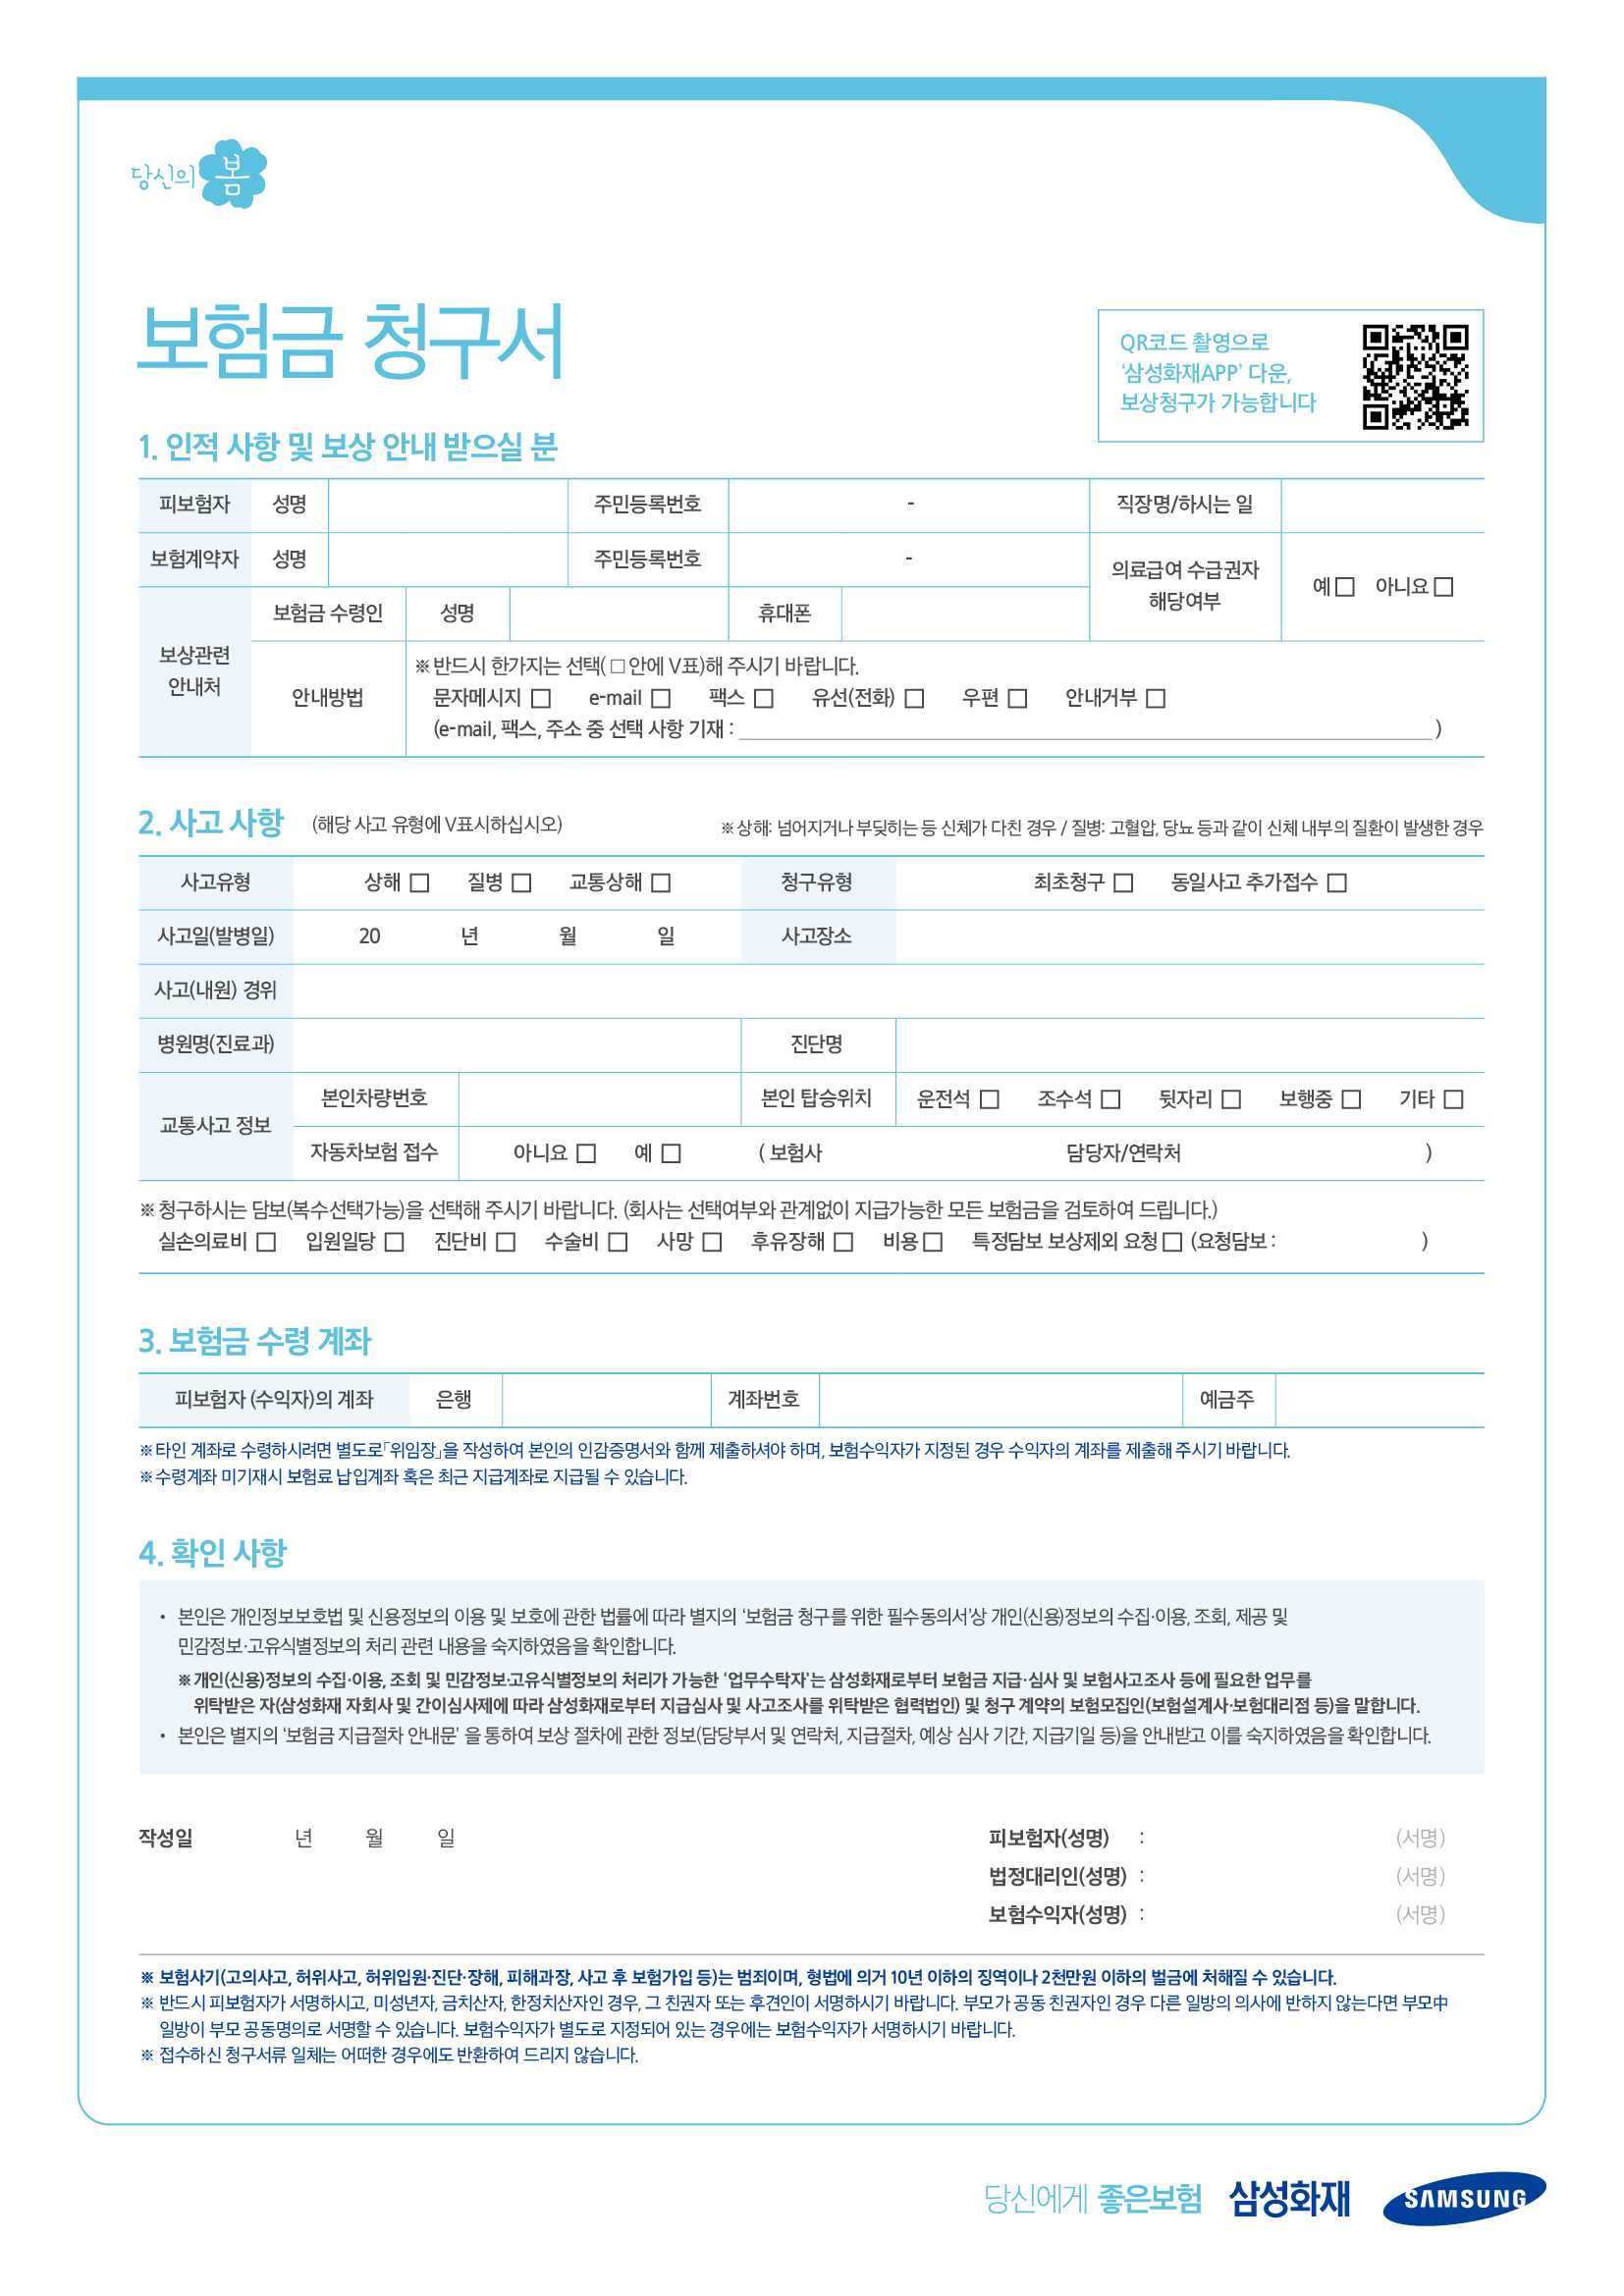 당신의 봄
보험금 청구서
QR코드 촬영으로
‘삼성화재APP’ 다운,
보상청구가 가능합니다
1. 인적 사항 및 보상 안내 받으실 분
피보험자 성명 주민등록번호 - 직장명/하시는 일
보험계약자 성명 주민등록번호 -
의료급여 수급권자
해당여부
예 □ 아니요 □
보상관련
안내처
보험금 수령인 성명 휴대폰
안내방법
※ 반드시 한가지는 선택( □ 안에 V표)해 주시기 바랍니다.
문자메시지 □ e-mail □ 팩스 □ 유선(전화) □ 우편 □ 안내거부 □
(e-mail, 팩스, 주소 중 선택 사항 기재 : )
2. 사고 사항 (해당 사고 유형에 V표시하십시오) ※ 상해: 넘어지거나 부딪히는 등 신체가 다친 경우 / 질병: 고혈압, 당뇨 등과 같이 신체 내부의 질환이 발생한 경우
사고유형 상해 □ 질병 □ 교통상해 □ 청구유형 최초청구 □ 동일사고 추가접수 □
사고일(발병일) 20 년 월 일 사고장소
사고(내원) 경위
병원명(진료과) 진단명
교통사고 정보
본인차량번호 본인 탑승위치 운전석 □ 조수석 □ 뒷자리 □ 보행중 □ 기타 □
자동차보험 접수 아니요 □ 예 □ ( 보험사 담당자/연락처 )
※ 청구하시는 담보(복수선택가능)을 선택해 주시기 바랍니다. (회사는 선택여부와 관계없이 지급가능한 모든 보험금을 검토하여 드립니다.)
실손의료비 □ 입원일당 □ 진단비 □ 수술비 □ 사망 □ 후유장해 □ 비용 □ 특정담보 보상제외 요청 □ (요청담보 : )
3. 보험금 수령 계좌
피보험자 (수익자)의 계좌 은행 계좌번호 예금주
※ 타인 계좌로 수령하시려면 별도로「위임장」을 작성하여 본인의 인감증명서와 함께 제출하셔야 하며, 보험수익자가 지정된 경우 수익자의 계좌를 제출해 주시기 바랍니다.
※ 수령계좌 미기재시 보험료 납입계좌 혹은 최근 지급계좌로 지급될 수 있습니다.
4. 확인 사항
• 본인은 개인정보보호법 및 신용정보의 이용 및 보호에 관한 법률에 따라 별지의 ‘보험금 청구를 위한 필수동의서’상 개인(신용)정보의 수집·이용, 조회, 제공 및
민감정보·고유식별정보의 처리 관련 내용을 숙지하였음을 확인합니다.
※ 개인(신용)정보의 수집·이용, 조회 및 민감정보·고유식별정보의 처리가 가능한 ‘업무수탁자’는 삼성화재로부터 보험금 지급·심사 및 보험사고조사 등에 필요한 업무를
위탁받은 자(삼성화재 자회사 및 간이심사제에 따라 삼성화재로부터 지급심사 및 사고조사를 위탁받은 협력법인) 및 청구 계약의 보험모집인(보험설계사·보험대리점 등)을 말합니다.
• 본인은 별지의 ‘보험금 지급절차 안내문’ 을 통하여 보상 절차에 관한 정보(담당부서 및 연락처, 지급절차, 예상 심사 기간, 지급기일 등)을 안내받고 이를 숙지하였음을 확인합니다.
작성일 년 월 일
피보험자(성명) : (서명)
법정대리인(성명) : (서명)
보험수익자(성명) : (서명)
※ 보험사기(고의사고, 허위사고, 허위입원·진단·장해, 피해과장, 사고 후 보험가입 등)는 범죄이며, 형법에 의거 10년 이하의 징역이나 2천만원 이하의 벌금에 처해질 수 있습니다.
※ 반드시 피보험자가 서명하시고, 미성년자, 금치산자, 한정치산자인 경우, 그 친권자 또는 후견인이 서명하시기 바랍니다. 부모가 공동 친권자인 경우 다른 일방의 의사에 반하지 않는다면 부모中
일방이 부모 공동명의로 서명할 수 있습니다. 보험수익자가 별도로 지정되어 있는 경우에는 보험수익자가 서명하시기 바랍니다.
※ 접수하신 청구서류 일체는 어떠한 경우에도 반환하여 드리지 않습니다.
당신에게 좋은보험 삼성화재 SAMSUNG